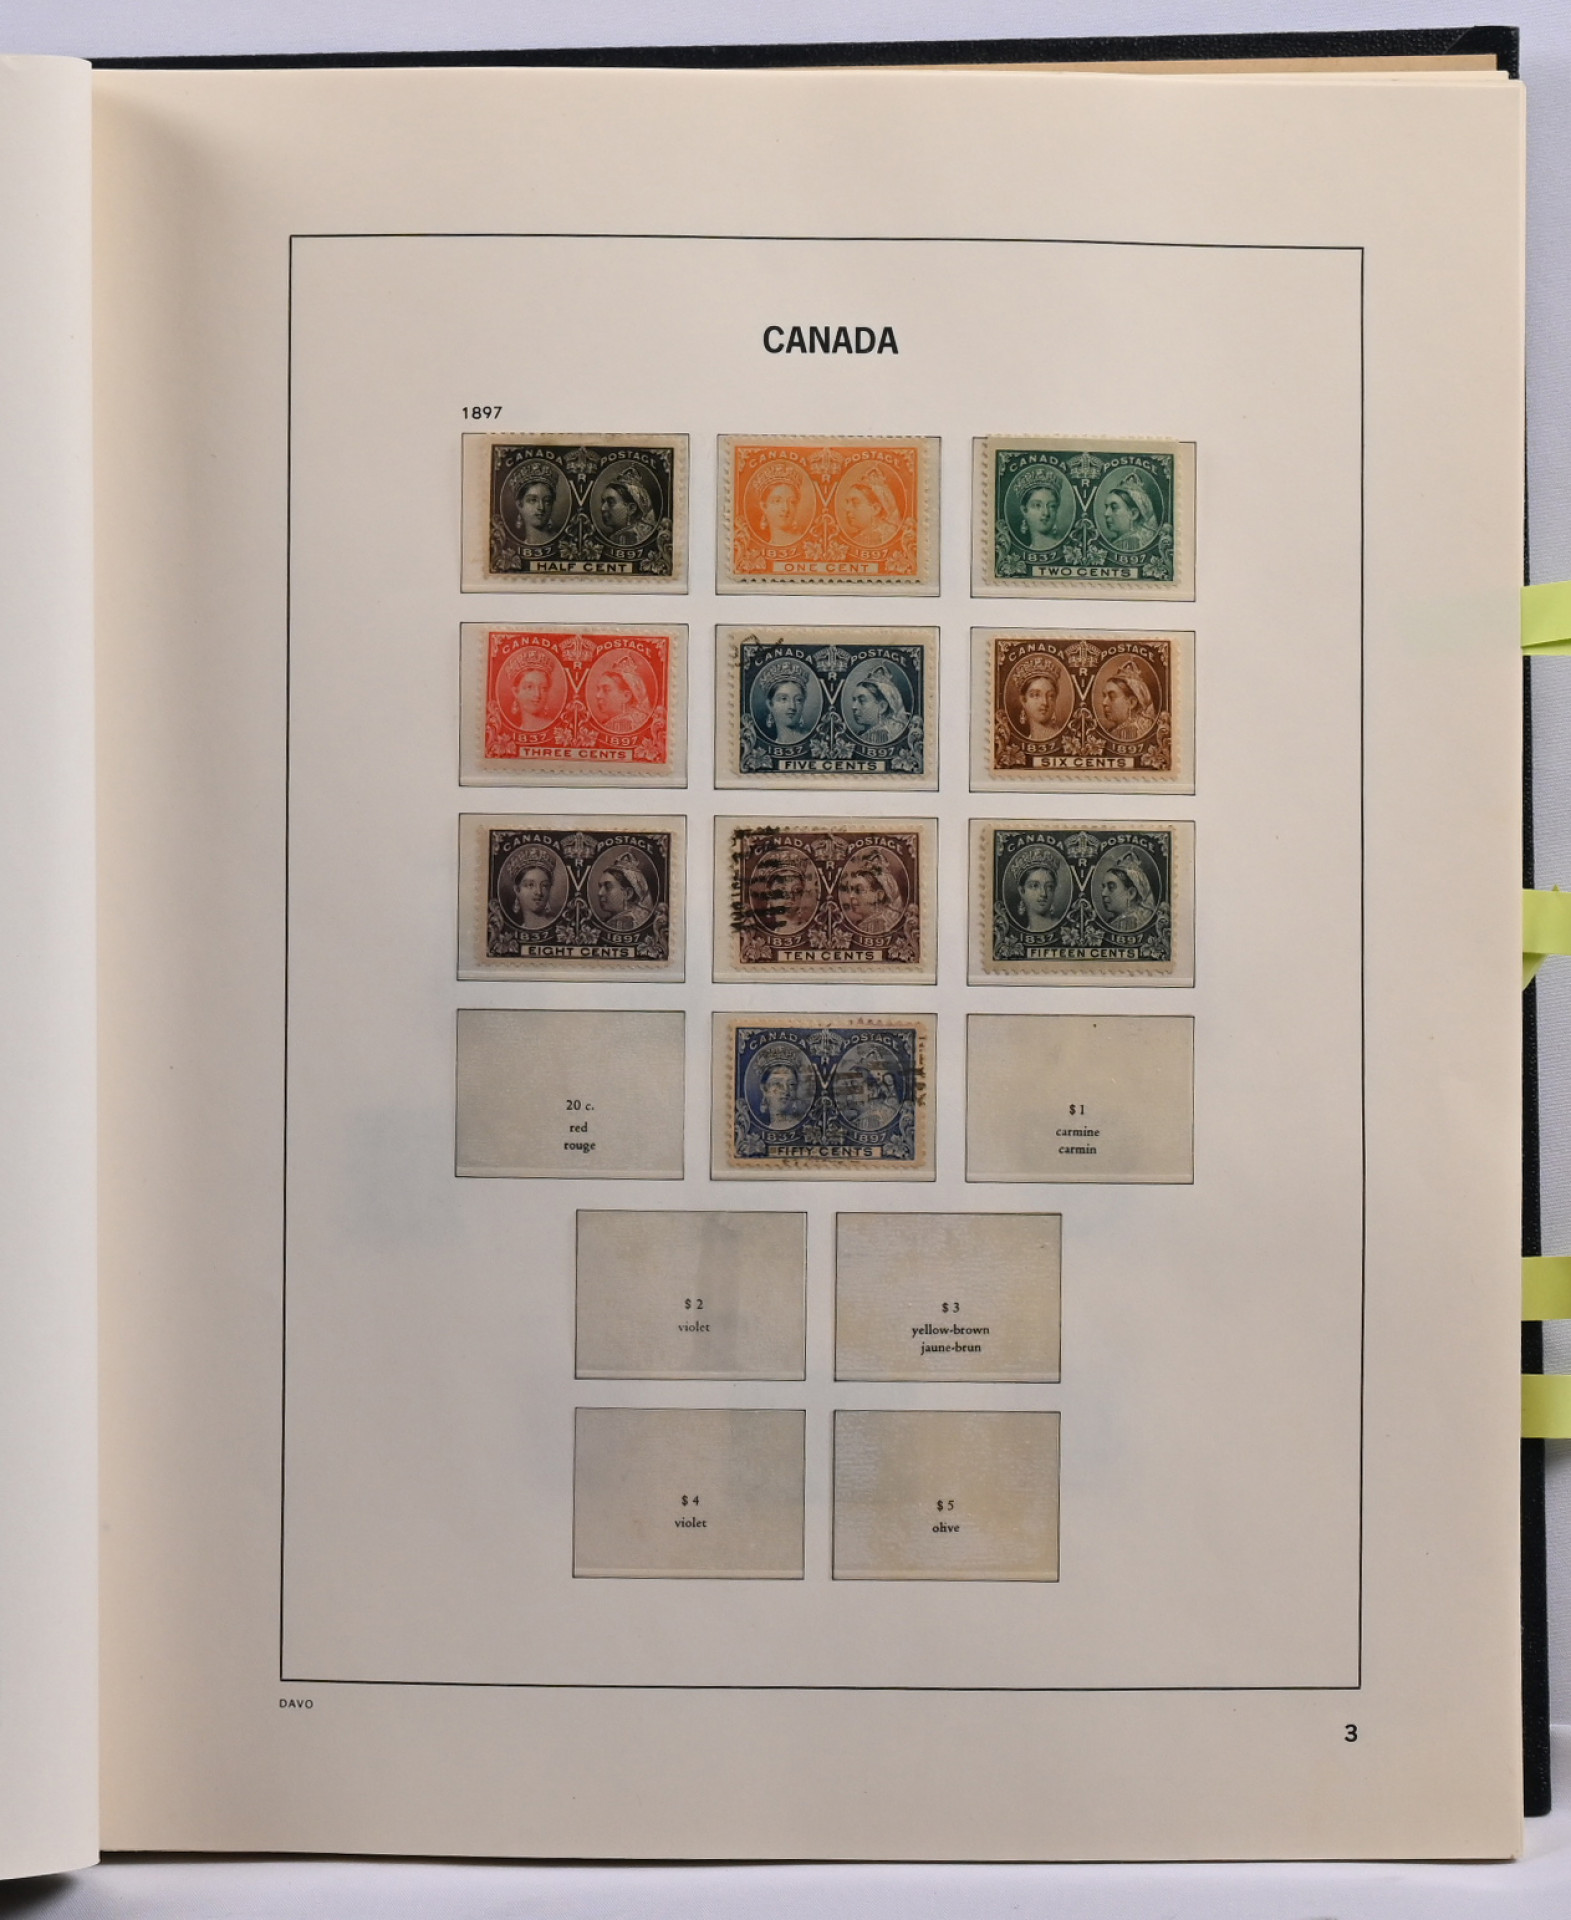 CANADA
1897
CANADA POSTAGE
V R I
1837 1897
HALF CENT
CANADA POSTAGE
V R I
1837 1897
ONE CENT
CANADA POSTAGE
V R I
1837 1897
TWO CENTS
CANADA POSTAGE
V R I
1837 1897
THREE CENTS
CANADA POSTAGE
V R I
1837 1897
FIVE CENTS
CANADA POSTAGE
V R I
1837 1897
SIX CENTS
CANADA POSTAGE
V R I
1837 1897
EIGHT CENTS
CANADA POSTAGE
V R I
1837 1897
TEN CENTS
CANADA POSTAGE
V R I
1837 1897
FIFTEEN CENTS
20 c.
red
rouge
CANADA POSTAGE
V R I
1837 1897
FIFTY CENTS
$ 1
carmine
carmin
$ 2
violet
$ 3
yellow-brown
jaune-brun
$ 4
violet
$ 5
olive
DAVO
3